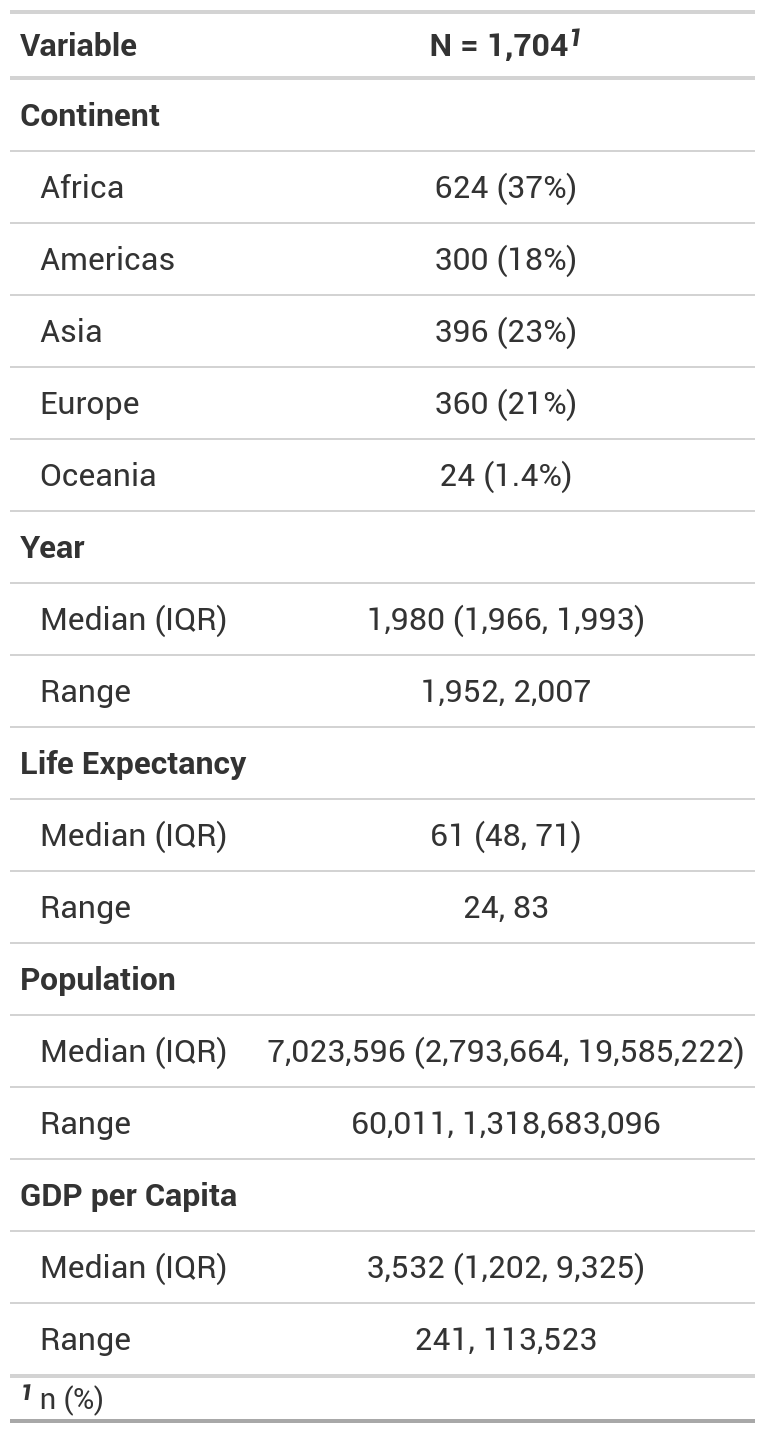 Variable N = 1,704¹
Continent
Africa 624 (37%)
Americas 300 (18%)
Asia 396 (23%)
Europe 360 (21%)
Oceania 24 (1.4%)
Year
Median (IQR) 1,980 (1,966, 1,993)
Range 1,952, 2,007
Life Expectancy
Median (IQR) 61 (48, 71)
Range 24, 83
Population
Median (IQR) 7,023,596 (2,793,664, 19,585,222)
Range 60,011, 1,318,683,096
GDP per Capita
Median (IQR) 3,532 (1,202, 9,325)
Range 241, 113,523
¹ n (%)